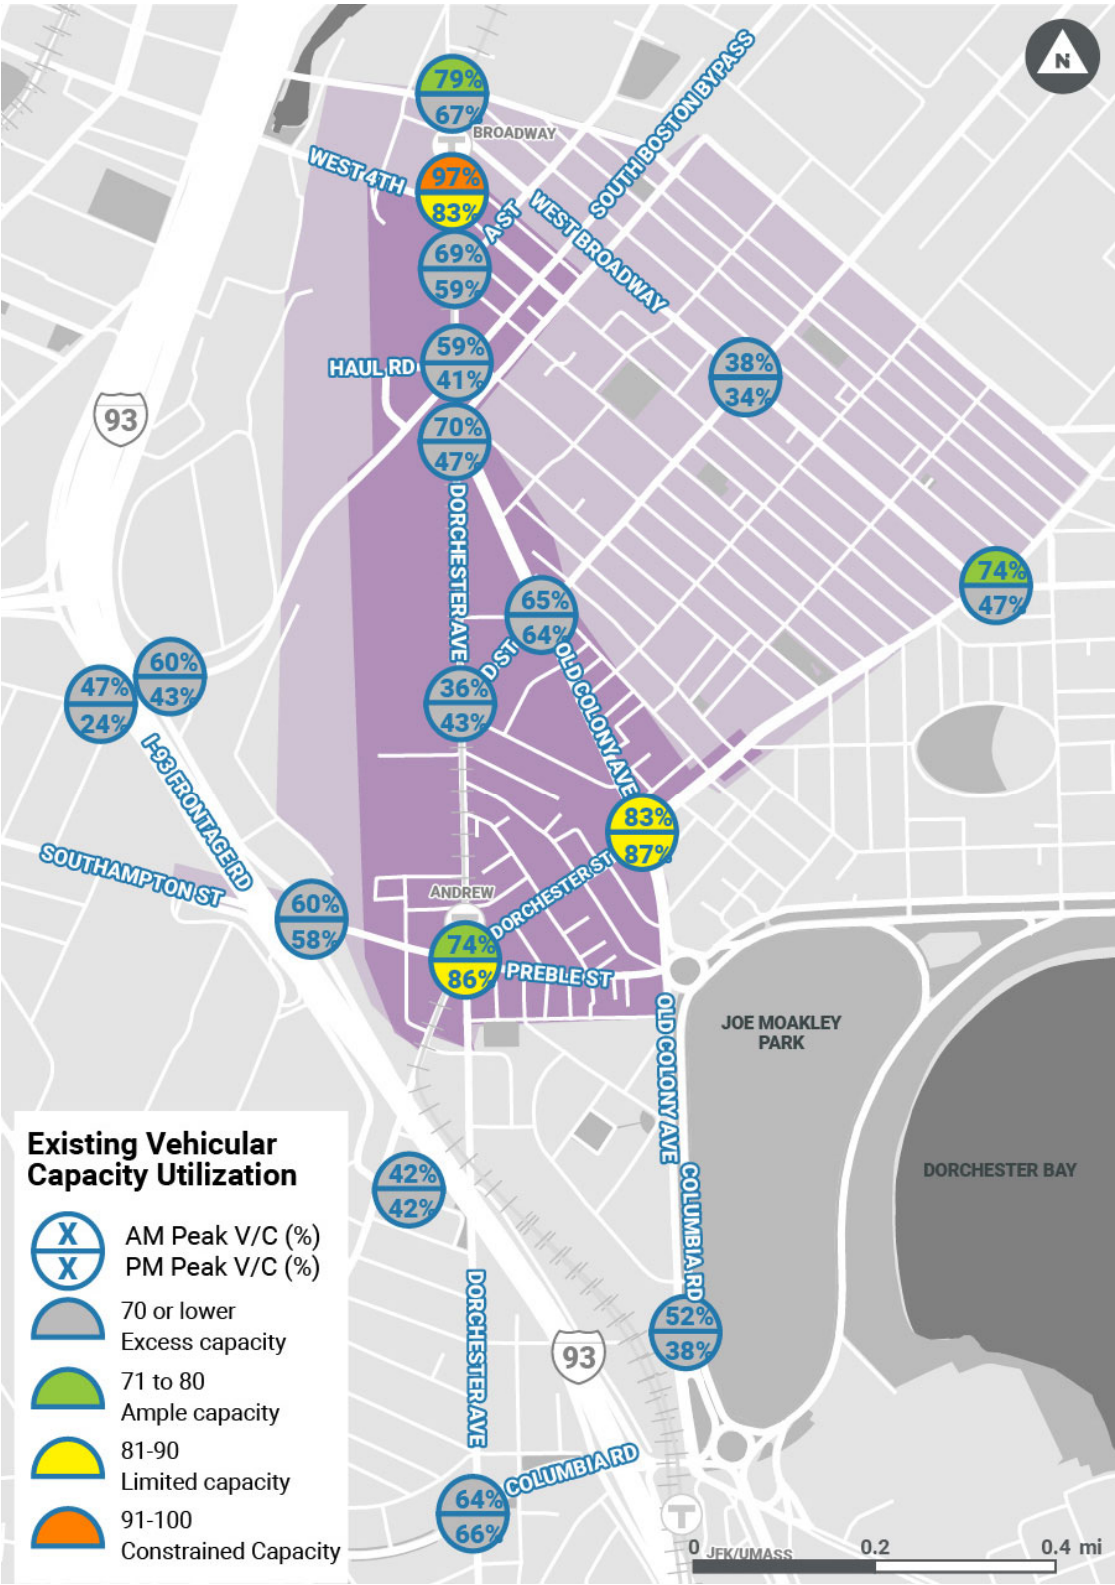 N
79%
67%
BROADWAY
SOUTH BOSTON BYPASS
WEST 4TH
97%
83%
A ST
WEST BROADWAY
69%
59%
HAUL RD
59%
41%
38%
34%
93
70%
47%
DORCHESTER AVE
74%
47%
65%
64%
D ST
OLD COLONY AVE
60%
43%
47%
24%
36%
43%
I-93 FRONTAGE RD
83%
87%
SOUTHAMPTON ST
ANDREW
DORCHESTER ST
60%
58%
74%
86%
PREBLE ST
OLD COLONY AVE
JOE MOAKLEY
PARK
DORCHESTER BAY
COLUMBIA RD
42%
42%
DORCHESTER AVE
52%
38%
93
COLUMBIA RD
64%
66%
T
JFK/UMASS
0
0.2
0.4 mi
Existing Vehicular
Capacity Utilization
X
X
AM Peak V/C (%)
PM Peak V/C (%)
70 or lower
Excess capacity
71 to 80
Ample capacity
81-90
Limited capacity
91-100
Constrained Capacity